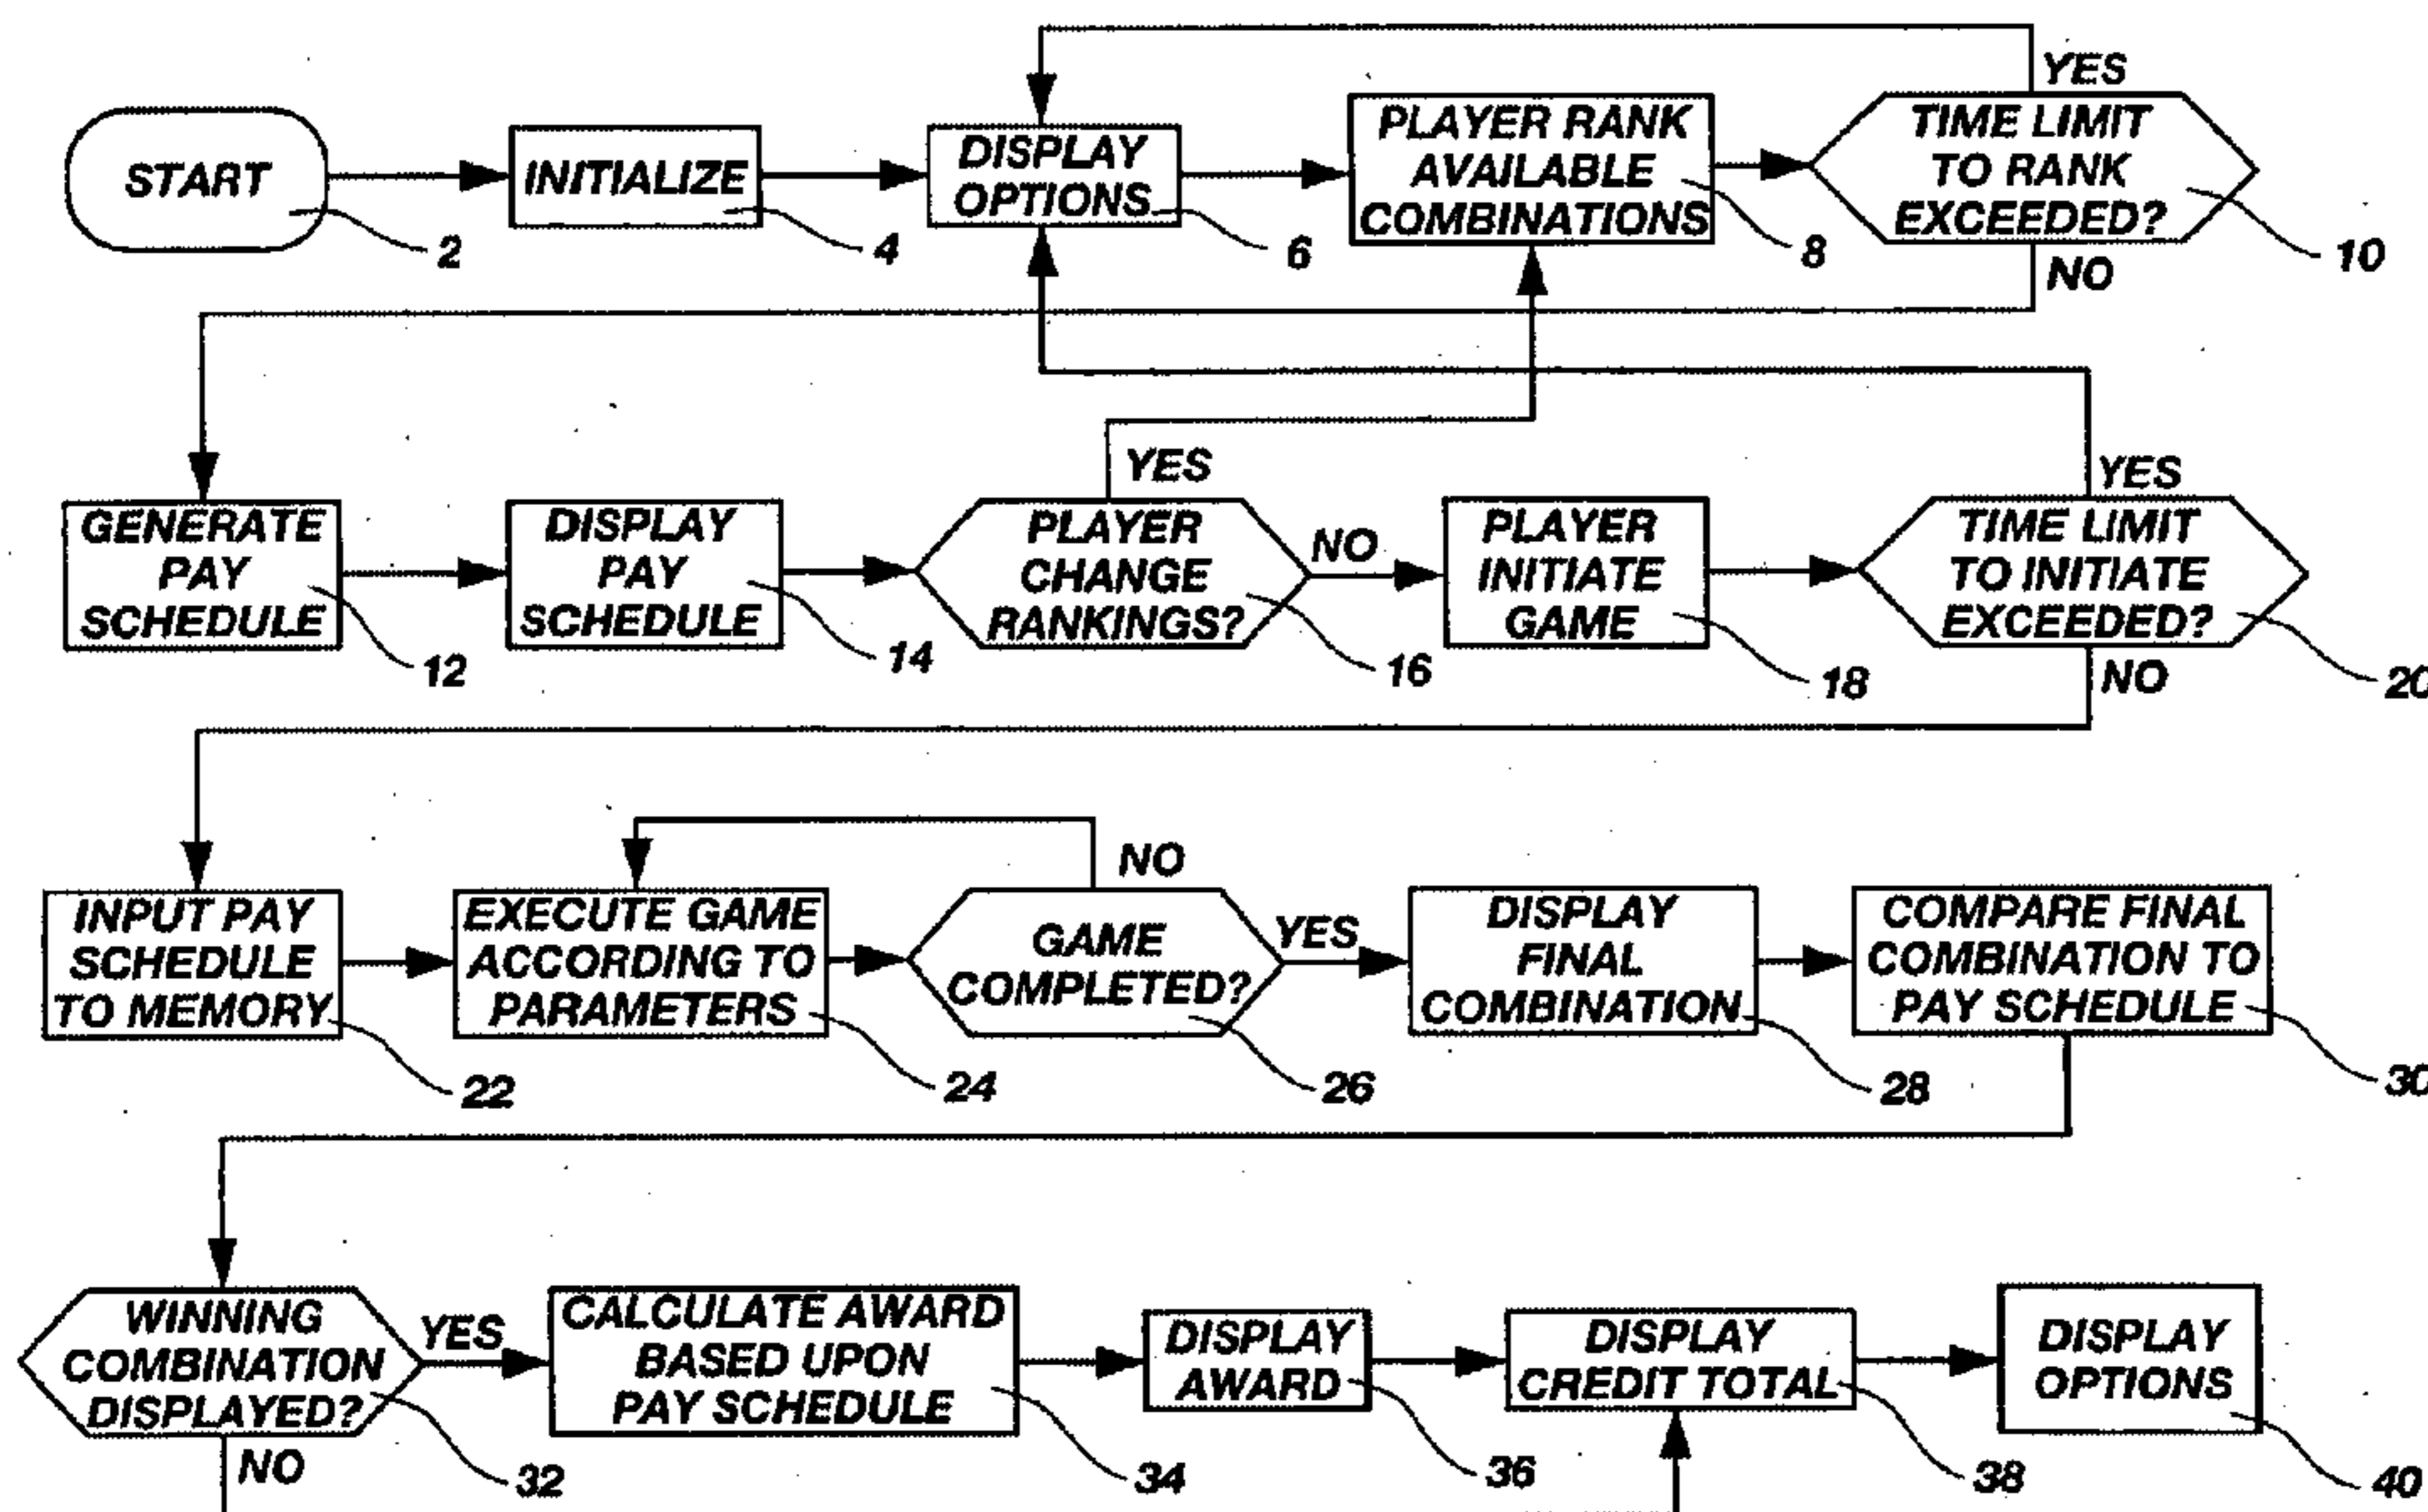 YES
START
INITIALIZE
DISPLAY
OPTIONS
PLAYER RANK
AVAILABLE
COMBINATIONS
TIME LIMIT
TO RANK
EXCEEDED?
2
4
6
8
10
NO
YES
YES
GENERATE
PAY
SCHEDULE
DISPLAY
PAY
SCHEDULE
PLAYER
CHANGE
RANKINGS?
NO
PLAYER
INITIATE
GAME
TIME LIMIT
TO INITIATE
EXCEEDED?
12
14
16
18
20
NO
NO
INPUT PAY
SCHEDULE
TO MEMORY
EXECUTE GAME
ACCORDING TO
PARAMETERS
GAME
COMPLETED?
YES
DISPLAY
FINAL
COMBINATION
COMPARE FINAL
COMBINATION TO
PAY SCHEDULE
22
24
26
28
30
WINNING
COMBINATION
DISPLAYED?
YES
CALCULATE AWARD
BASED UPON
PAY SCHEDULE
DISPLAY
AWARD
DISPLAY
CREDIT TOTAL
DISPLAY
OPTIONS
NO
32
34
36
38
40